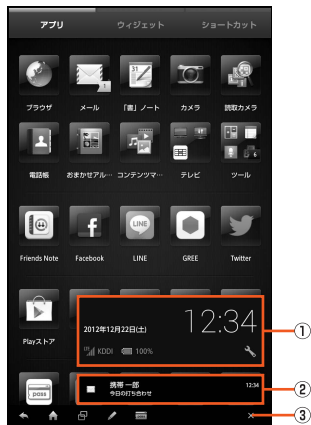 アプリ ウィジェット ショートカット
1
31
ブラウザ メール 「書」ノート カメラ 読取カメラ
6
電話帳 おまかせアル… コンテンツマ… テレビ ツール
LINE
Friends Note Facebook LINE GREE Twitter
Playストア
2012年12月22日(土) 12:34
KDDI 100%
①
pass
携帯 一郎 12:34
今日の打ち合わせ
②
③